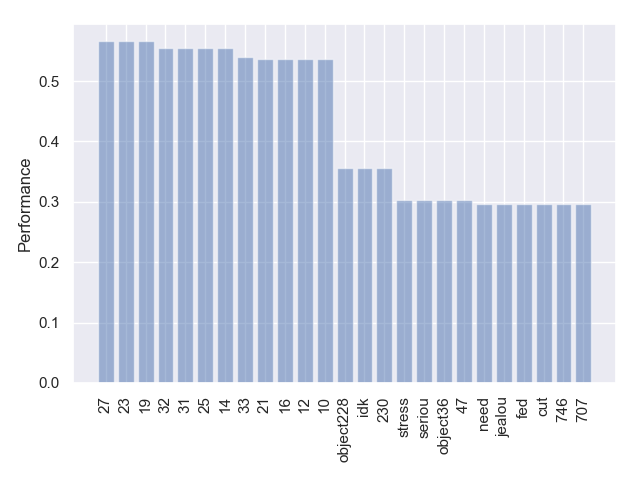 0.5
0.4
0.3
0.2
0.1
0.0
Performance
27
23
19
32
31
25
14
33
21
16
12
10
object228
idk
230
stress
seriou
object36
47
need
jealou
fed
cut
746
707